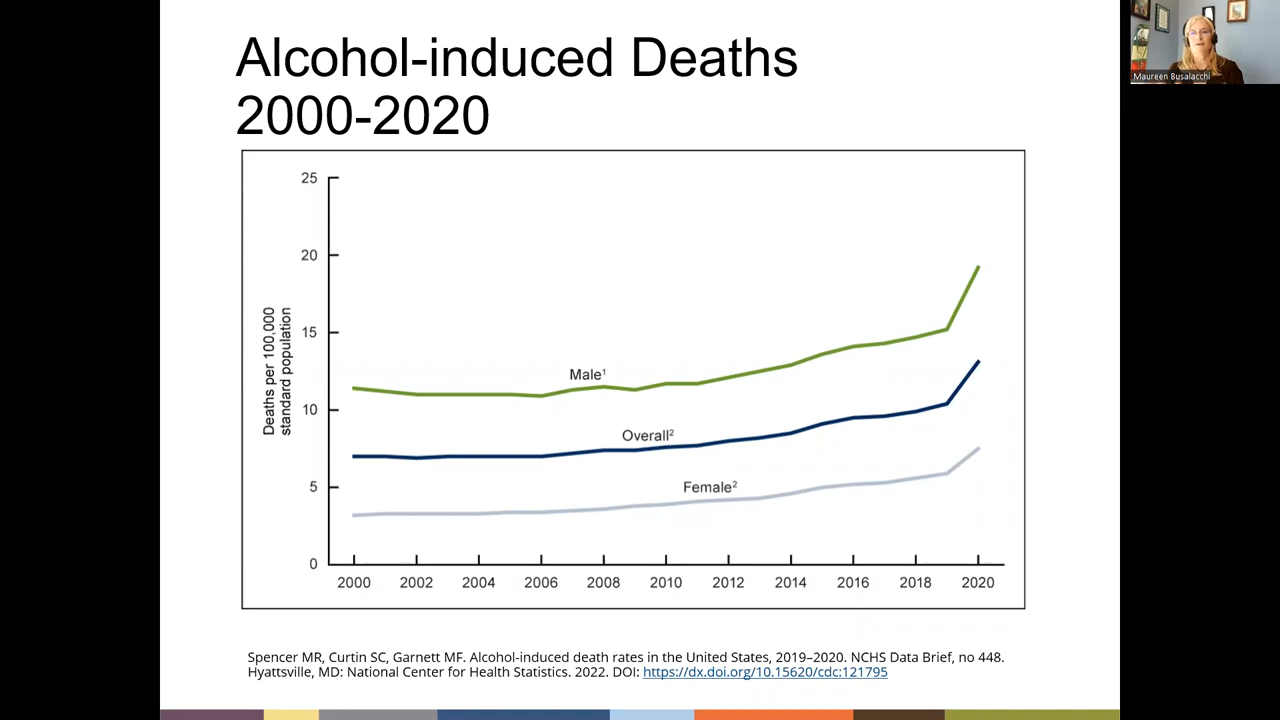 Alcohol-induced Deaths
2000-2020
Maureen Busalacchi
25
20
15
10
5
0
Deaths per 100,000
standard population
Male¹
Overall²
Female²
2000 2002 2004 2006 2008 2010 2012 2014 2016 2018 2020
Spencer MR, Curtin SC, Garnett MF. Alcohol-induced death rates in the United States, 2019–2020. NCHS Data Brief, no 448.
Hyattsville, MD: National Center for Health Statistics. 2022. DOI: https://dx.doi.org/10.15620/cdc:121795